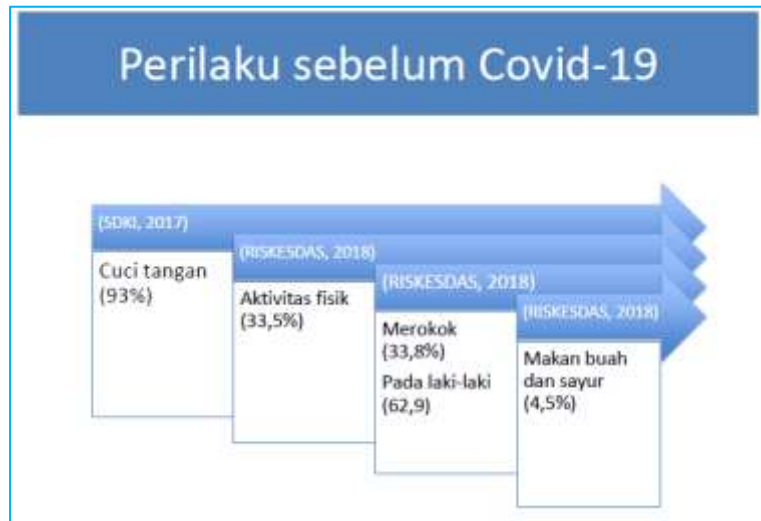 Perilaku sebelum Covid-19
(SDKI, 2017)
Cuci tangan
(93%)
(RISKESDAS, 2018)
Aktivitas fisik
(33,5%)
(RISKESDAS, 2018)
Merokok
(33,8%)
Pada laki-laki
(62,9)
(RISKESDAS, 2018)
Makan buah
dan sayur
(4,5%)